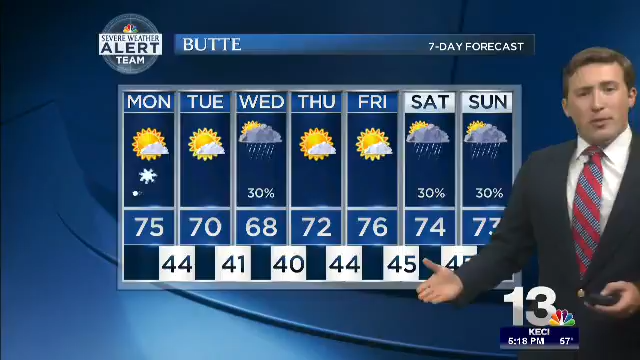 SEVERE WEATHER
ALERT
TEAM
BUTTE
7-DAY FORECAST
MON TUE WED THU FRI SAT SUN
30% 30% 30%
75 70 68 72 76 74 73
44 41 40 44 45
13
KECI
5:18 PM 57°